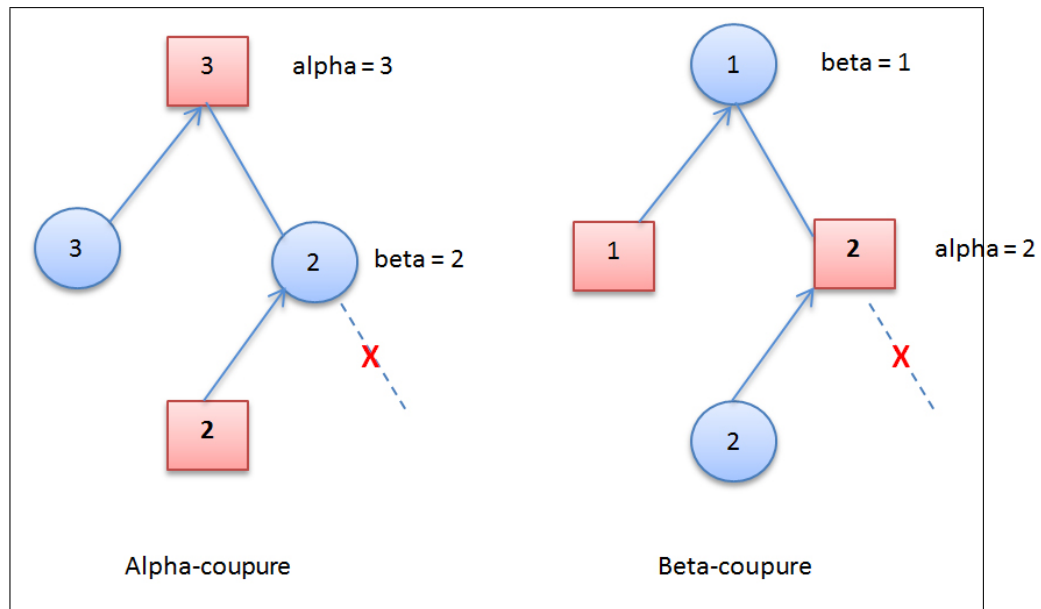 3
alpha = 3
3
2
beta = 2
X
2
Alpha-coupure
1
beta = 1
1
2
alpha = 2
X
2
Beta-coupure